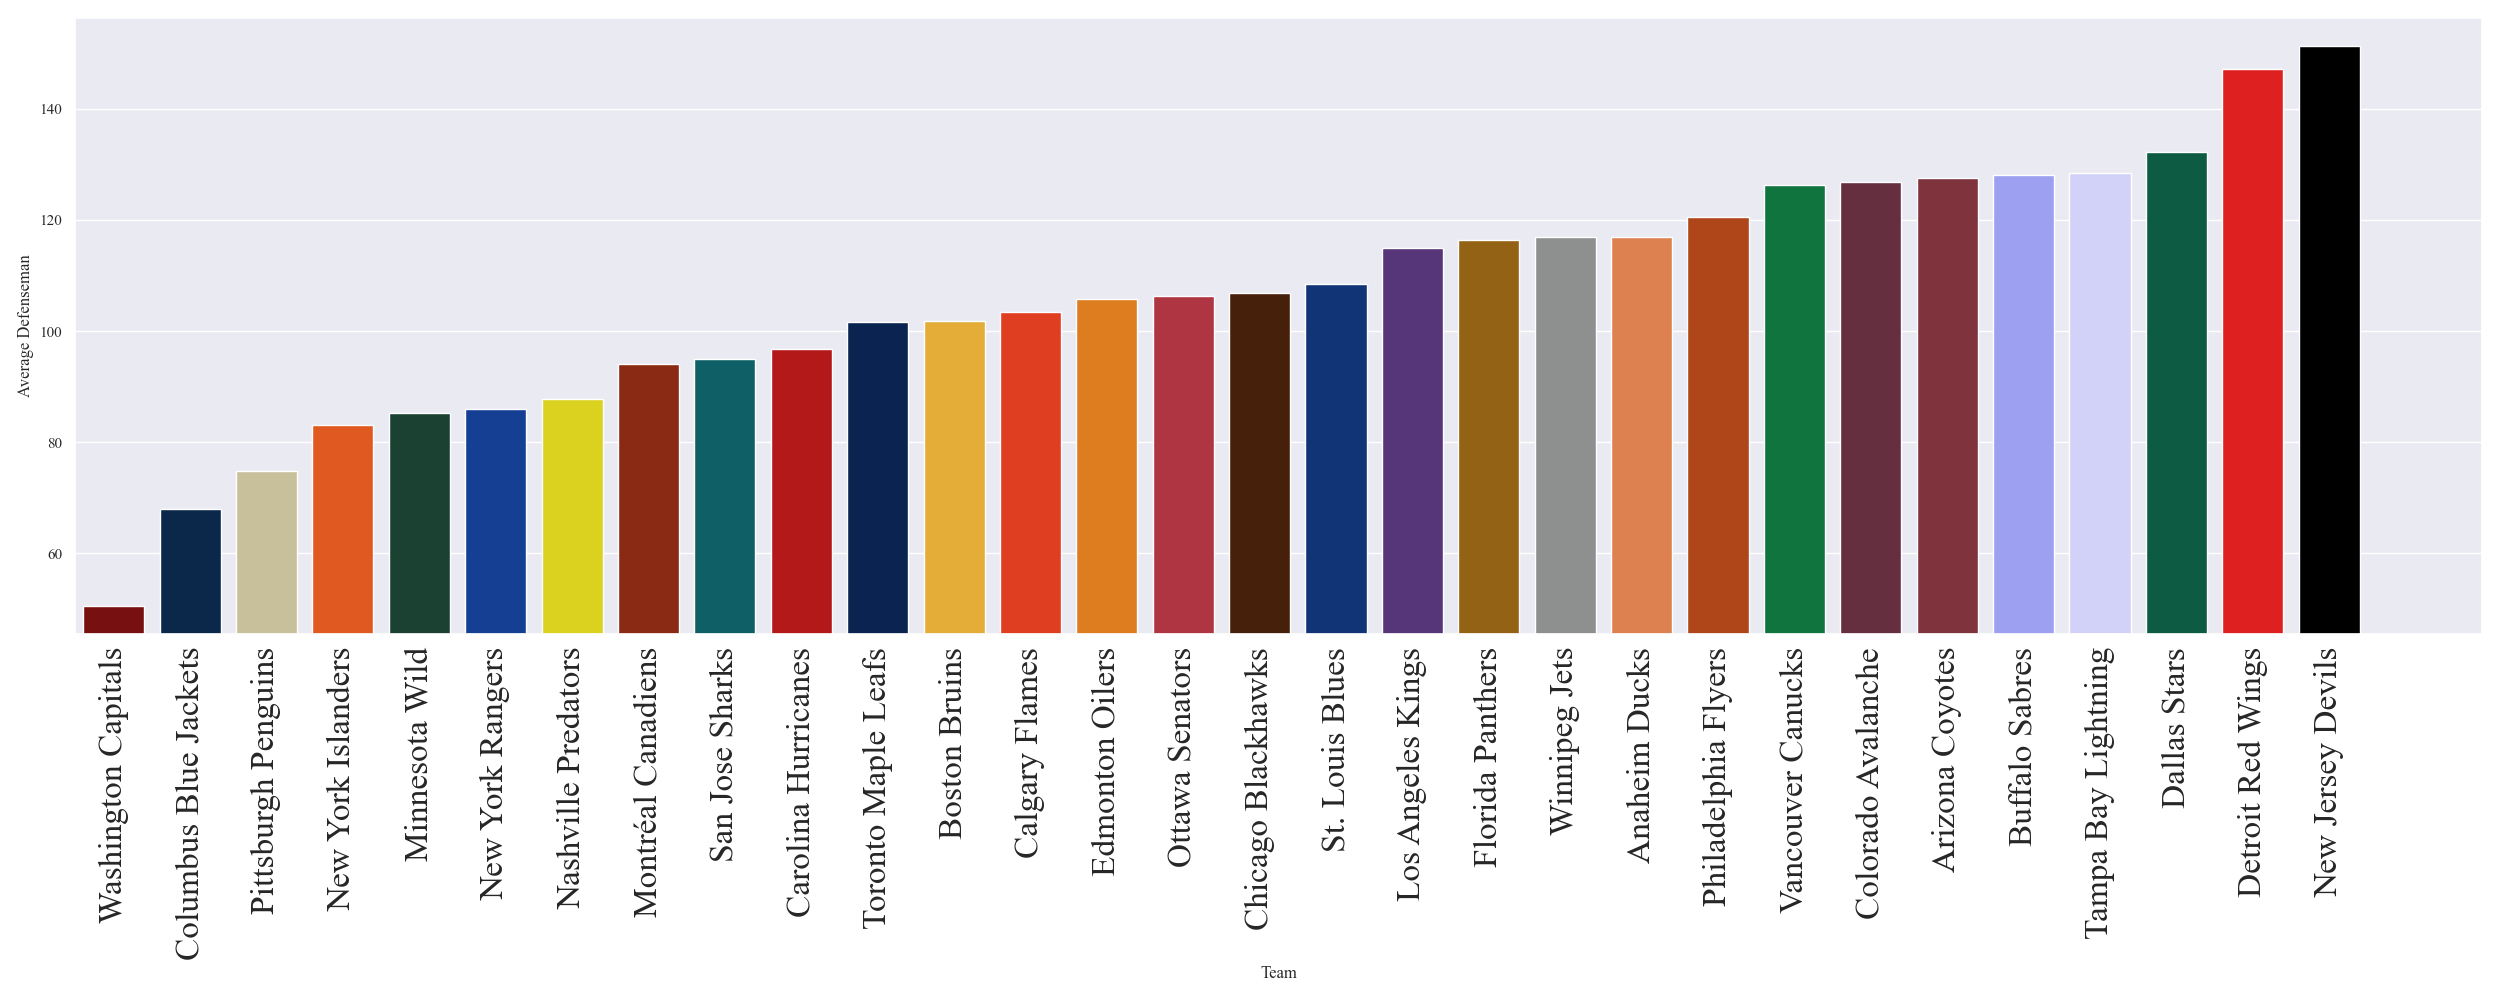 140
120
100
80
60
Average Defenseman
Washington Capitals
Columbus Blue Jackets
Pittsburgh Penguins
New York Islanders
Minnesota Wild
New York Rangers
Nashville Predators
Montréal Canadiens
San Jose Sharks
Carolina Hurricanes
Toronto Maple Leafs
Boston Bruins
Calgary Flames
Edmonton Oilers
Ottawa Senators
Chicago Blackhawks
St. Louis Blues
Los Angeles Kings
Florida Panthers
Winnipeg Jets
Anaheim Ducks
Philadelphia Flyers
Vancouver Canucks
Colorado Avalanche
Arizona Coyotes
Buffalo Sabres
Tampa Bay Lightning
Dallas Stars
Detroit Red Wings
New Jersey Devils
Team